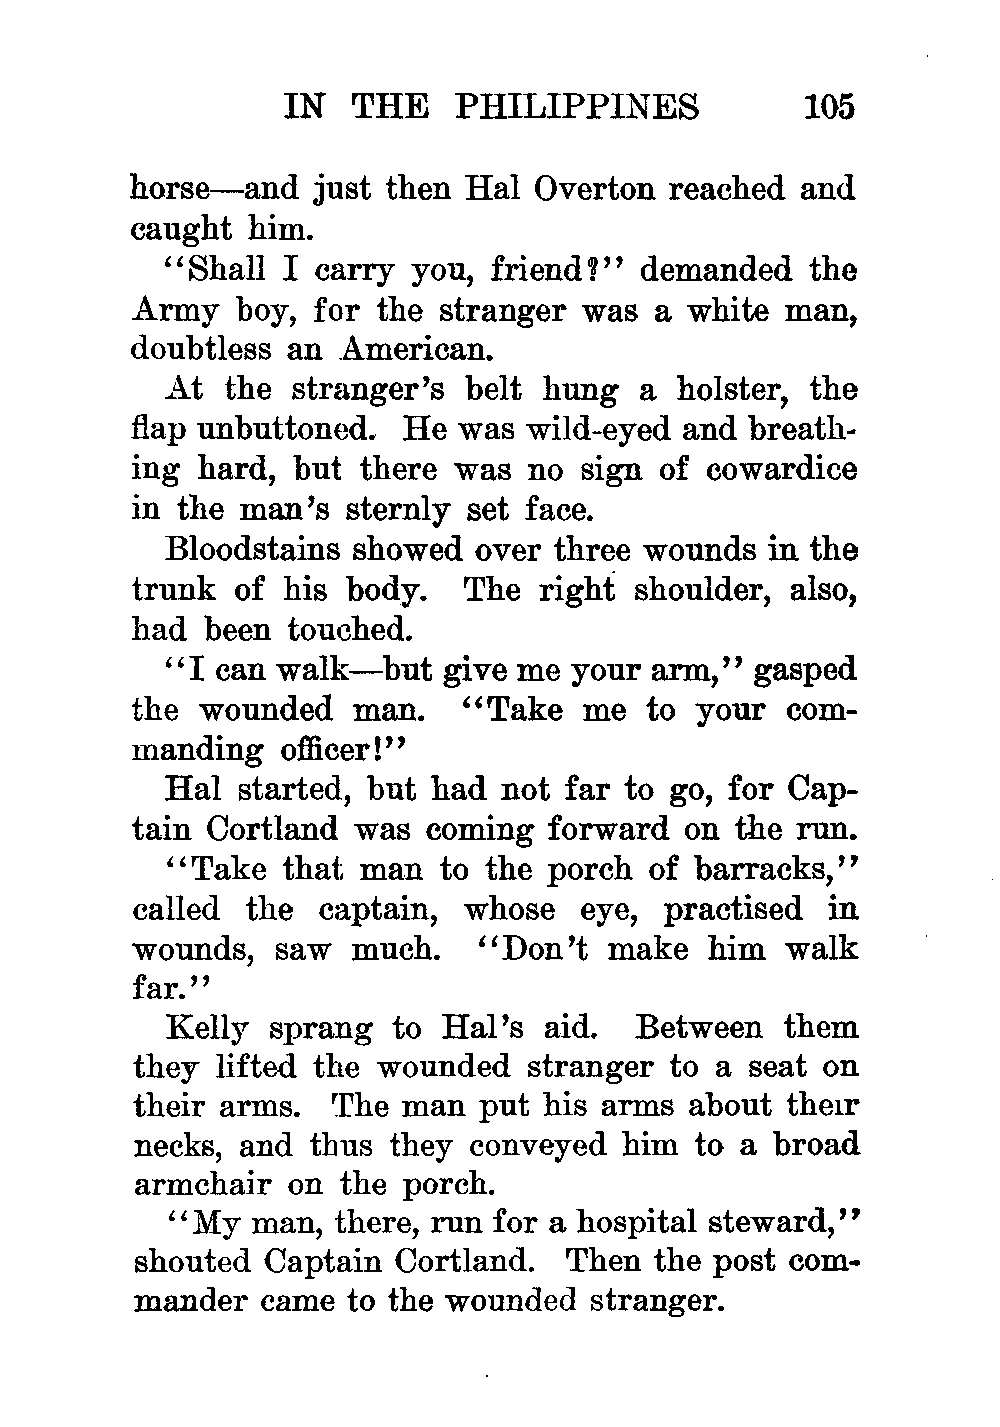 IN THE PHILIPPINES 105
horse—and just then Hal Overton reached and
caught him.
"Shall I carry you, friend?" demanded the
Army boy, for the stranger was a white man,
doubtless an American.
At the stranger's belt hung a holster, the
flap unbuttoned. He was wild-eyed and breath-
ing hard, but there was no sign of cowardice
in the man's sternly set face.
Bloodstains showed over three wounds in the
trunk of his body. The right shoulder, also,
had been touched.
"I can walk—but give me your arm," gasped
the wounded man. "Take me to your com-
manding officer!"
Hal started, but had not far to go, for Cap-
tain Cortland was coming forward on the run.
"Take that man to the porch of barracks,"
called the captain, whose eye, practised in
wounds, saw much. "Don't make him walk
far."
Kelly sprang to Hal's aid. Between them
they lifted the wounded stranger to a seat on
their arms. The man put his arms about their
necks, and thus they conveyed him to a broad
armchair on the porch.
"My man, there, run for a hospital steward,"
shouted Captain Cortland. Then the post com-
mander came to the wounded stranger.